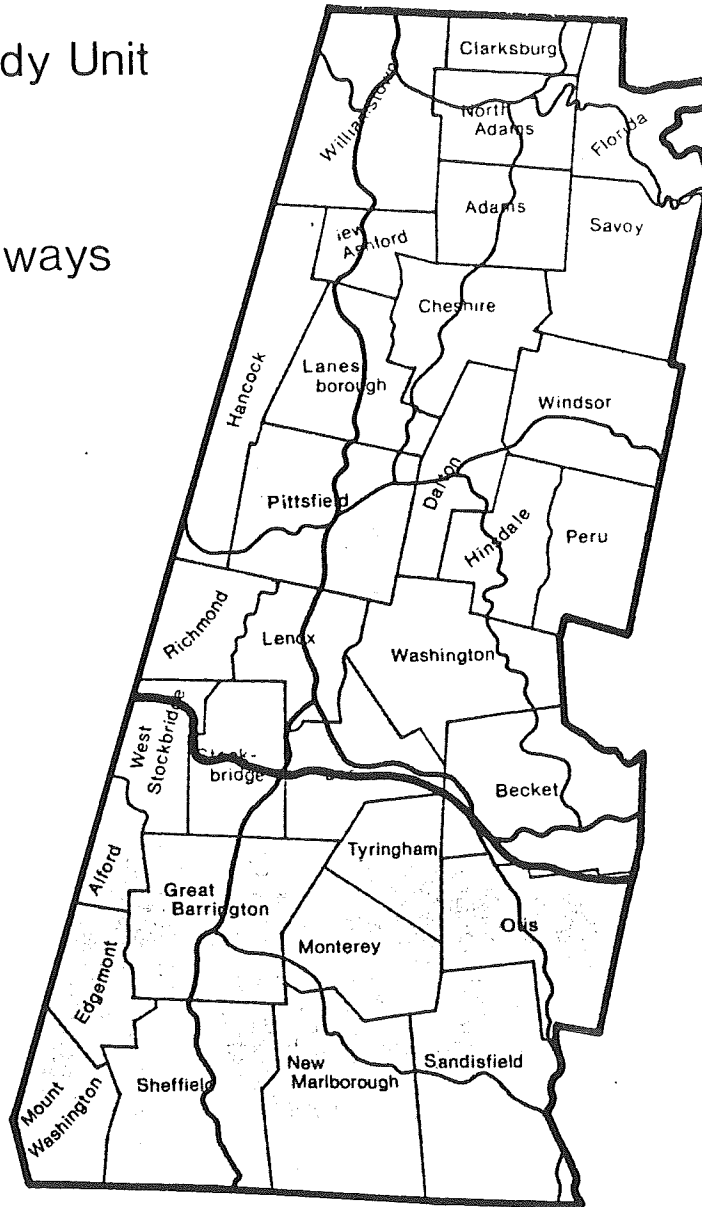 dy Unit
ways
Clarksburg
Williamstown
North
Adams
Florida
Adams
Savoy
iew
Ashford
Cheshire
Hancock
Lanes
borough
Windsor
Pittsfield
Dalton
Hinsdale
Peru
Richmond
Lenox
Washington
West
Stockbridge
Stock-
bridge
Becket
Alford
Tyringham
Great
Barrington
Otis
Edgemont
Monterey
Mount
Washington
Sheffield
New
Marlborough
Sandisfield